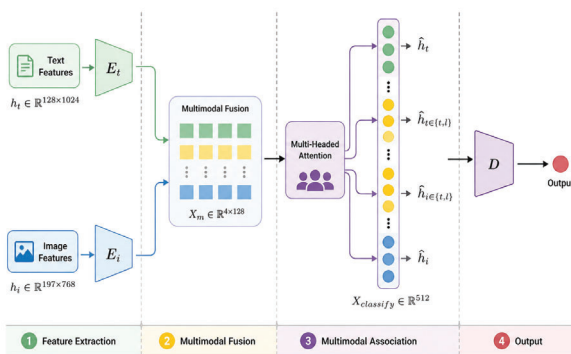 Text
Features
E_t
h_t ∈ ℝ^{128×1024}
Image
Features
E_i
h_i ∈ ℝ^{197×768}
Multimodal Fusion
X_m ∈ ℝ^{4×128}
Multi-Headed
Attention
ĥ_t
ĥ_{t∈{t,l}}
ĥ_{i∈{t,l}}
ĥ_i
X_{classify} ∈ ℝ^{512}
D
Output
1 Feature Extraction
2 Multimodal Fusion
3 Multimodal Association
4 Output